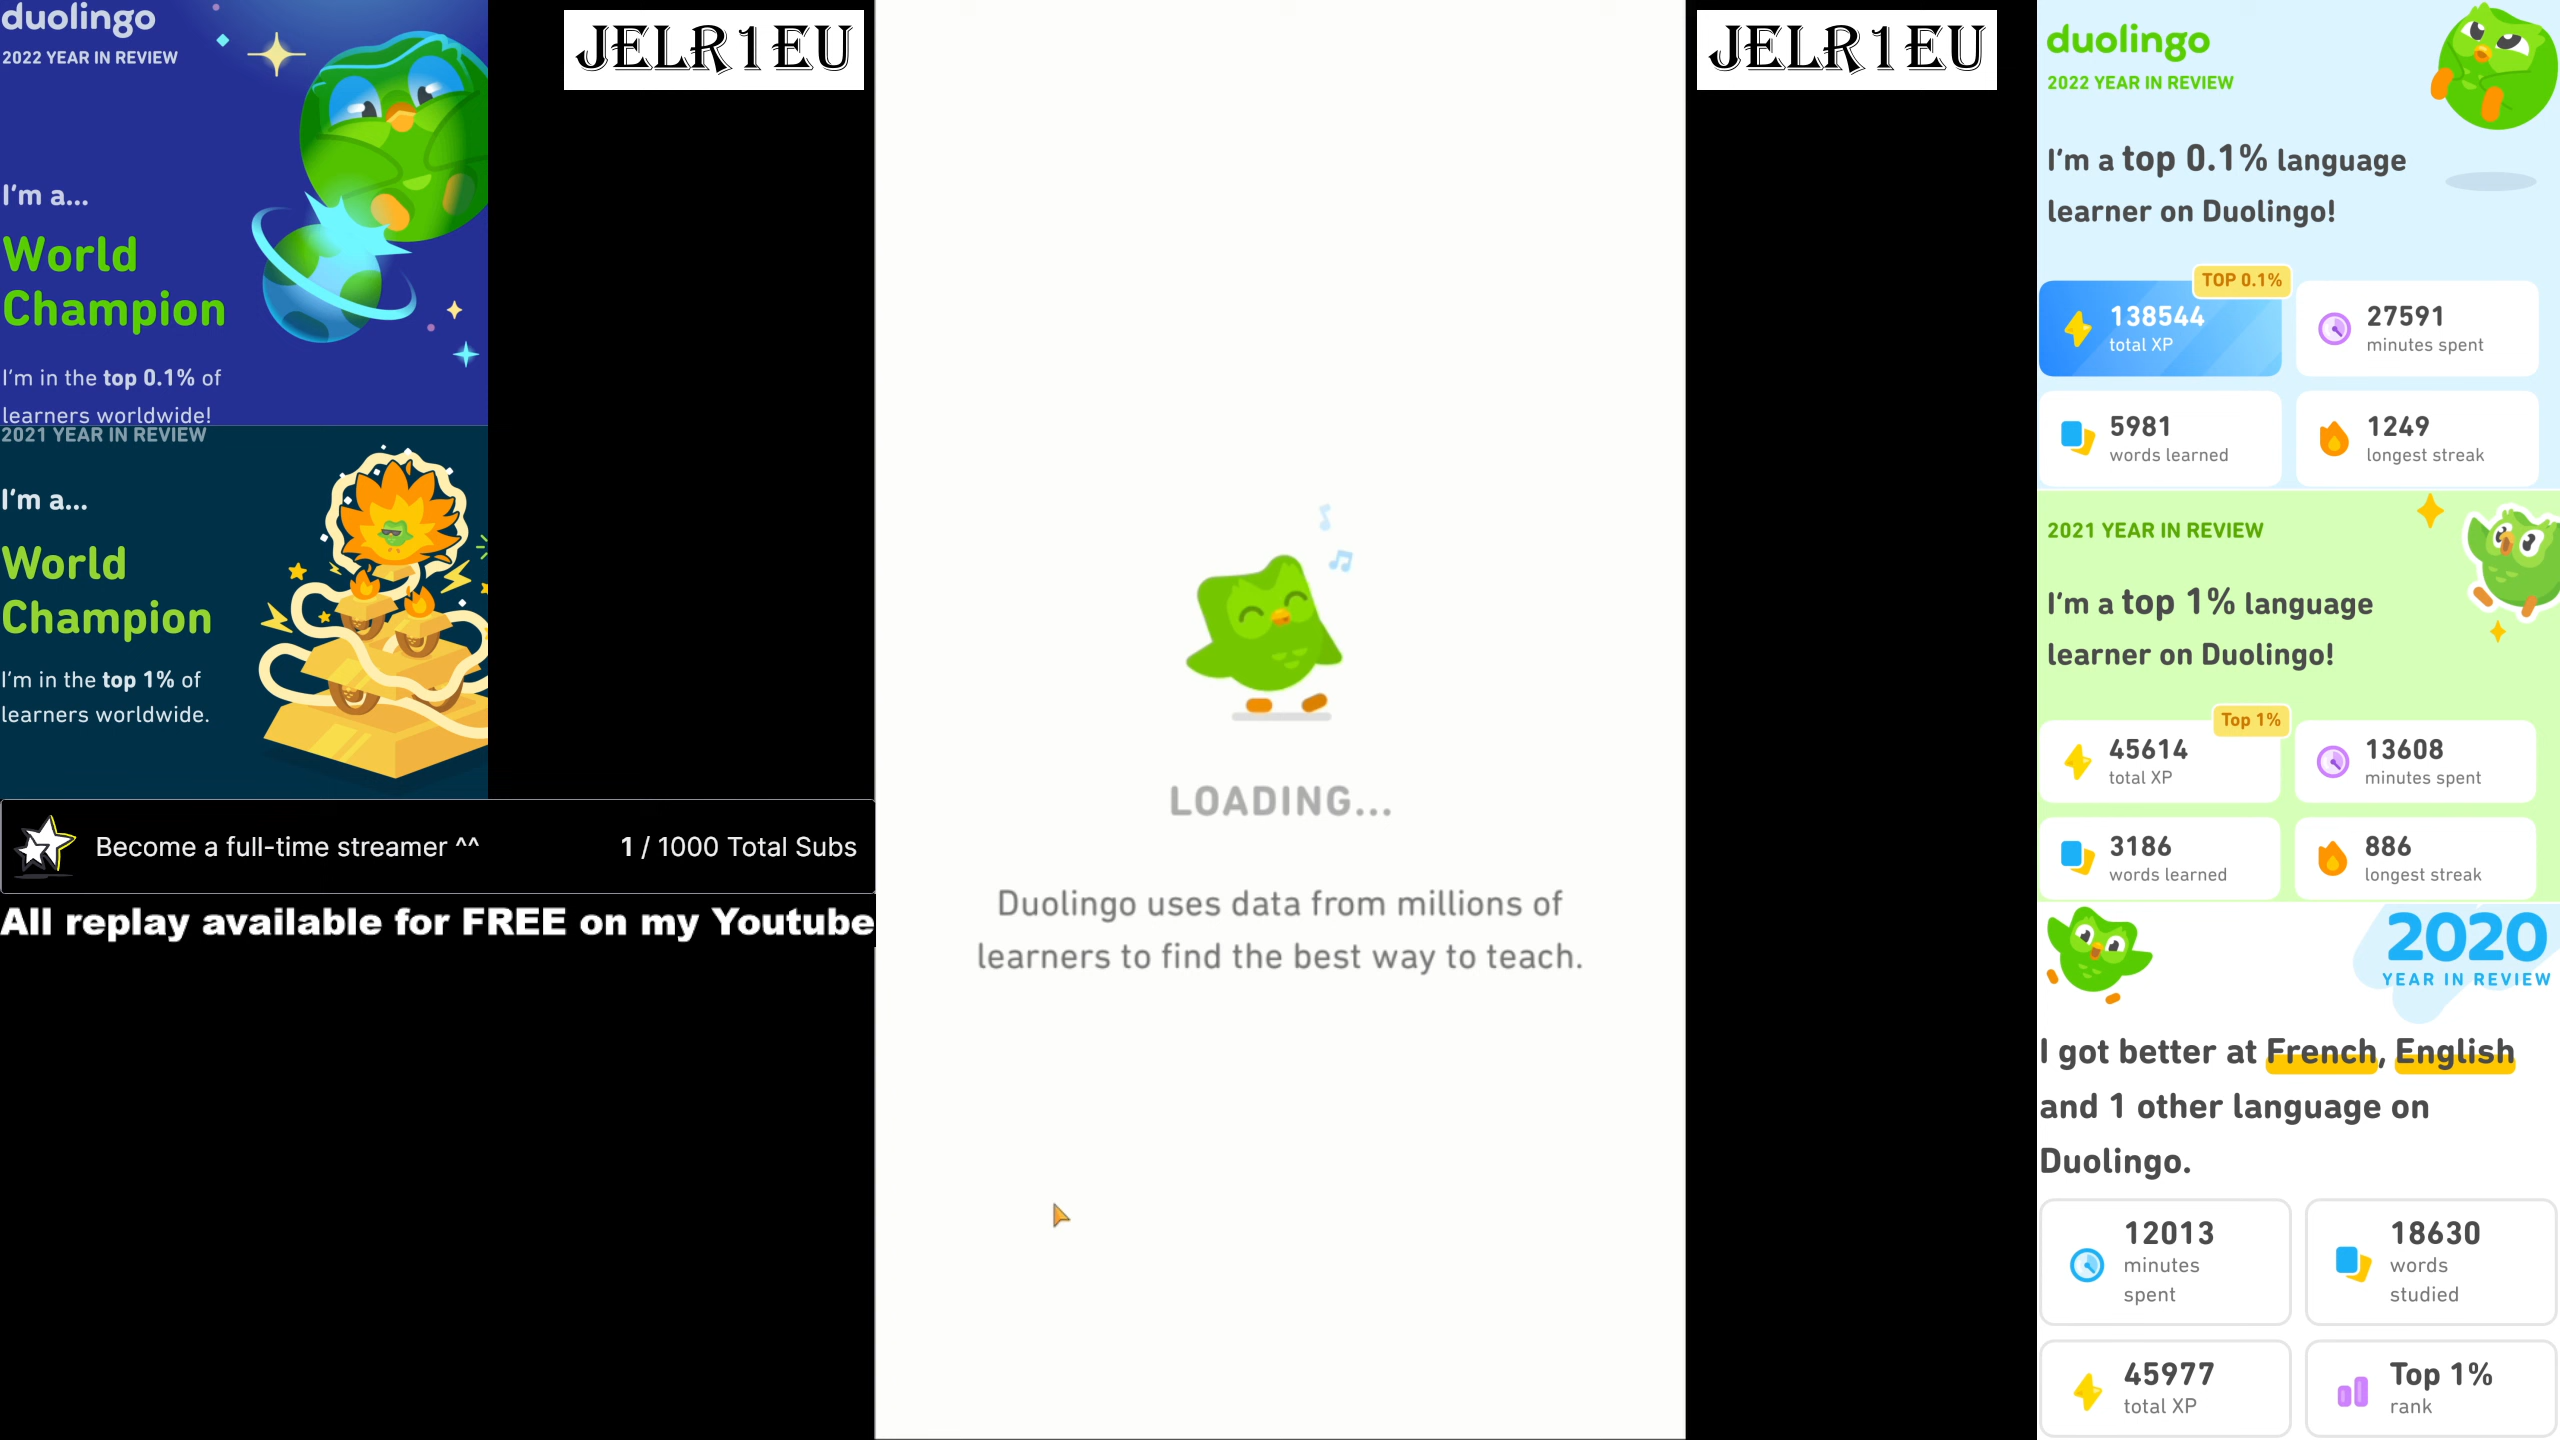 duolingo
2022 YEAR IN REVIEW
I'm a...
World
Champion
I'm in the top 0.1% of
learners worldwide!
2021 YEAR IN REVIEW
I'm a...
World
Champion
I'm in the top 1% of
learners worldwide.
Become a full-time streamer ^^
1 / 1000 Total Subs
All replay available for FREE on my Youtube
JELR1EU
LOADING...
Duolingo uses data from millions of
learners to find the best way to teach.
JELR1EU
duolingo
2022 YEAR IN REVIEW
I'm a top 0.1% language
learner on Duolingo!
TOP 0.1%
138544
total XP
27591
minutes spent
5981
words learned
1249
longest streak
2021 YEAR IN REVIEW
I'm a top 1% language
learner on Duolingo!
Top 1%
45614
total XP
13608
minutes spent
3186
words learned
886
longest streak
2020
YEAR IN REVIEW
I got better at French, English
and 1 other language on
Duolingo.
12013
minutes
spent
18630
words
studied
45977
total XP
Top 1%
rank